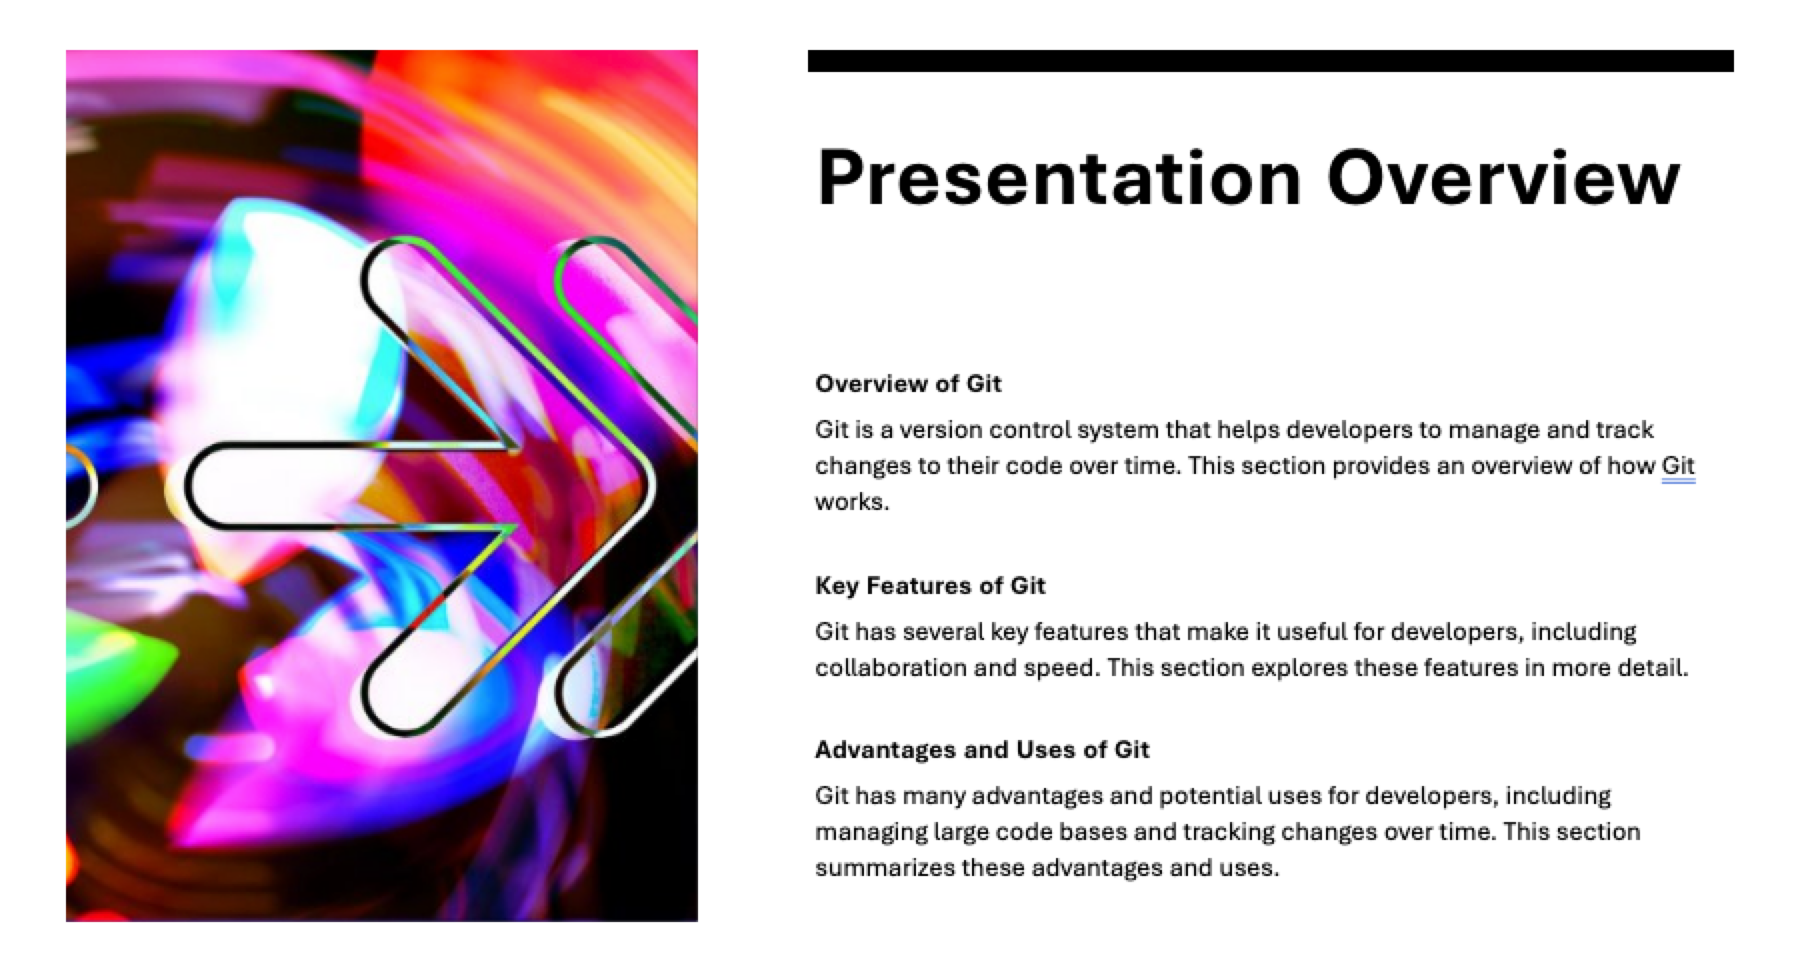 Presentation Overview
Overview of Git
Git is a version control system that helps developers to manage and track
changes to their code over time. This section provides an overview of how Git
works.
Key Features of Git
Git has several key features that make it useful for developers, including
collaboration and speed. This section explores these features in more detail.
Advantages and Uses of Git
Git has many advantages and potential uses for developers, including
managing large code bases and tracking changes over time. This section
summarizes these advantages and uses.